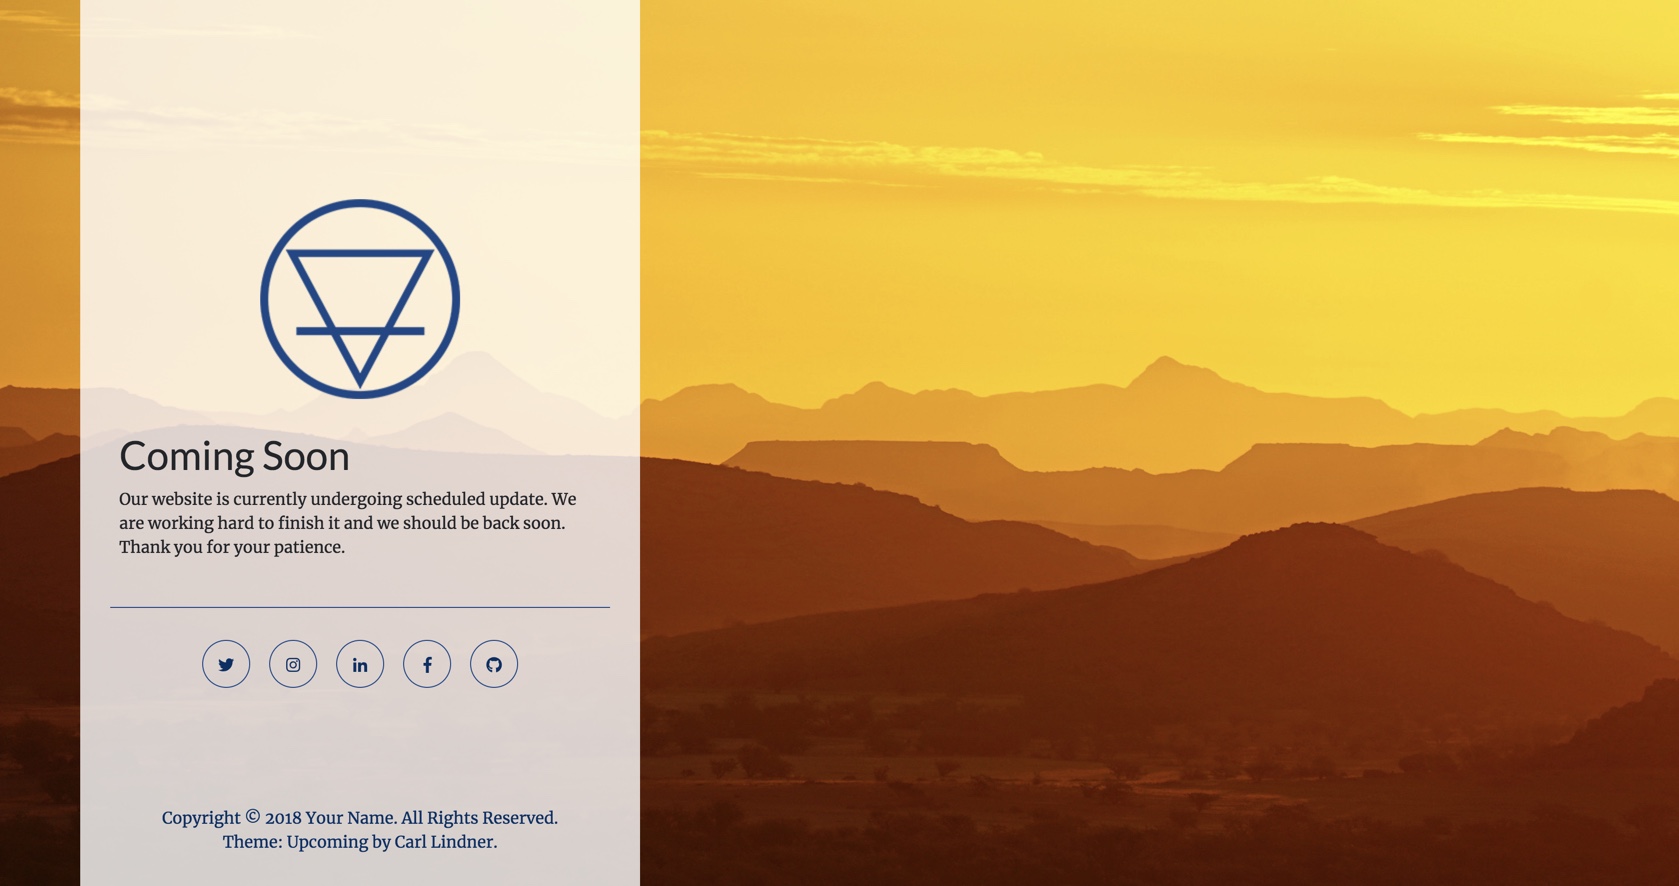 Coming Soon
Our website is currently undergoing scheduled update. We
are working hard to finish it and we should be back soon.
Thank you for your patience.
Copyright © 2018 Your Name. All Rights Reserved.
Theme: Upcoming by Carl Lindner.